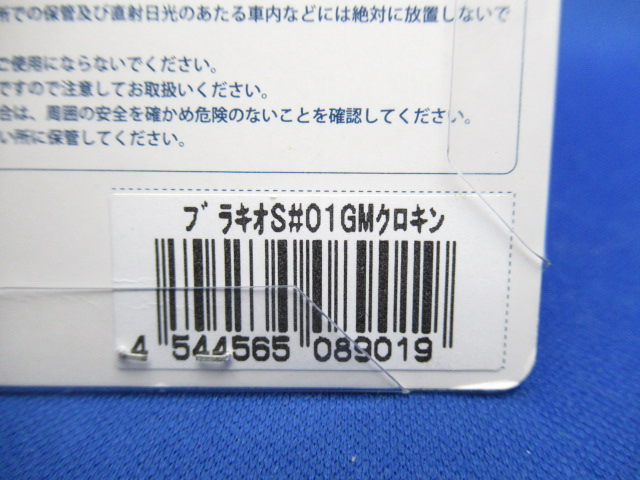 所での保管及び直射日光のあたる車内などには絶対に放置しないで
ご使用にならないでください。
ですので注意してお取扱いください。
合は、周囲の安全を確かめ危険のないことを確認してください。
い所に保管してください。
ブラキオS#01GMクロキン
4 544565 089019